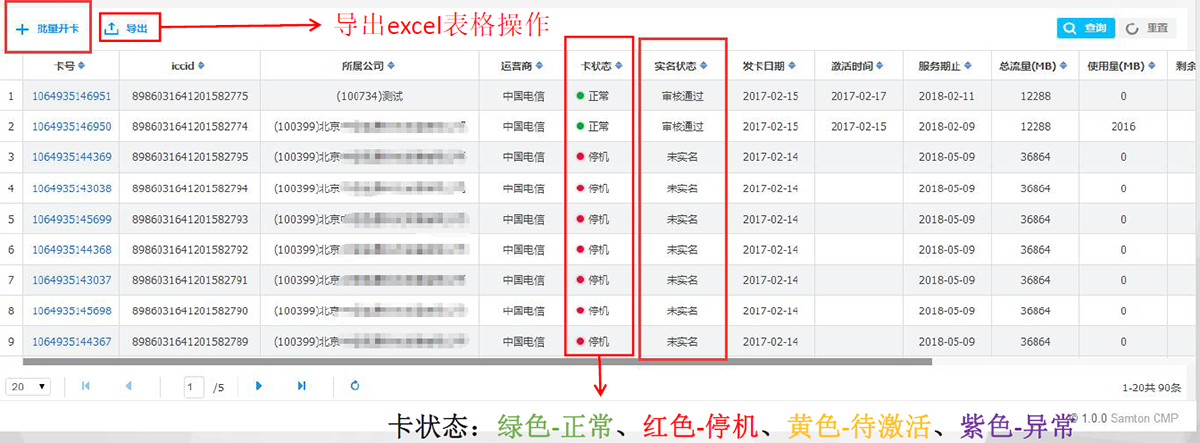 批量开卡 导出 导出excel表格操作 查询 重置
卡号 iccid 所属公司 运营商 卡状态 实名状态 发卡日期 激活时间 服务期止 总流量(MB) 使用量(MB) 剩余
1 1064935146951 8986031641201582775 (100734)测试 中国电信 正常 审核通过 2017-02-15 2017-02-17 2018-02-11 12288 0
2 1064935146950 8986031641201582774 (100399)北京 中国电信 正常 审核通过 2017-02-15 2017-02-15 2018-02-09 12288 2016
3 1064935144369 8986031641201582795 (100399)北京 中国电信 停机 未实名 2017-02-14 2018-05-09 36864 0
4 1064935143038 8986031641201582794 (100399)北京 中国电信 停机 未实名 2017-02-14 2018-05-09 36864 0
5 1064935145699 8986031641201582793 (100399)北京 中国电信 停机 未实名 2017-02-14 2018-05-09 36864 0
6 1064935144368 8986031641201582792 (100399)北京 中国电信 停机 未实名 2017-02-14 2018-05-09 36864 0
7 1064935143037 8986031641201582791 (100399)北京 中国电信 停机 未实名 2017-02-14 2018-05-09 36864 0
8 1064935145698 8986031641201582790 (100399)北京 中国电信 停机 未实名 2017-02-14 2018-05-09 36864 0
9 1064935144367 8986031641201582789 (100399)北京 中国电信 停机 未实名 2017-02-14 2018-05-09 36864 0
20 1 /5 1-20共 90条
卡状态：绿色-正常、红色-停机、黄色-待激活、紫色-异常
© 1.0.0 Samton CMP